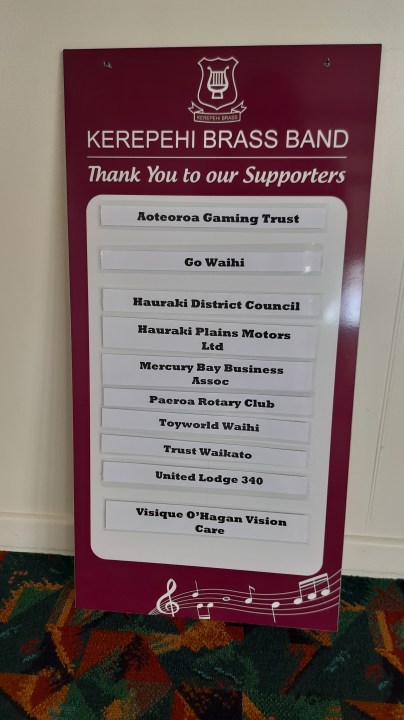 KEREPEHI BRASS
KEREPEHI BRASS BAND
Thank You to our Supporters
Aoteoroa Gaming Trust
Go Waihi
Hauraki District Council
Hauraki Plains Motors
Ltd
Mercury Bay Business
Assoc
Paeroa Rotary Club
Toyworld Waihi
Trust Waikato
United Lodge 340
Visique O'Hagan Vision
Care